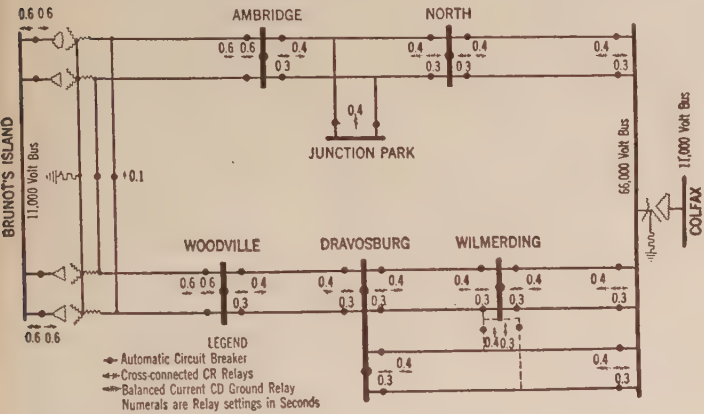 0.6 0 6
AMBRIDGE
NORTH
0.6 0.6
0.4
0.3
0.4
0.4
0.3
0.4
0.3
0.4
JUNCTION PARK
BRUNOT'S ISLAND
11,000 Volt Bus
0.1
66,000 Volt Bus
11,000 Volt Bus
COLFAX
WOODVILLE
DRAVOSBURG
WILMERDING
0.6 0 6
0.4
0.3
0.4
0.3
0.4
0.3
0.4
0.3
0.4
0.3
0.4
0.3
0.4 0.3
0.4
0.3
0.4
0.3
0.6 0.6
LEGEND
Automatic Circuit Breaker
Cross-connected CR Relays
Balanced Current CD Ground Relay
Numerals are Relay settings in Seconds